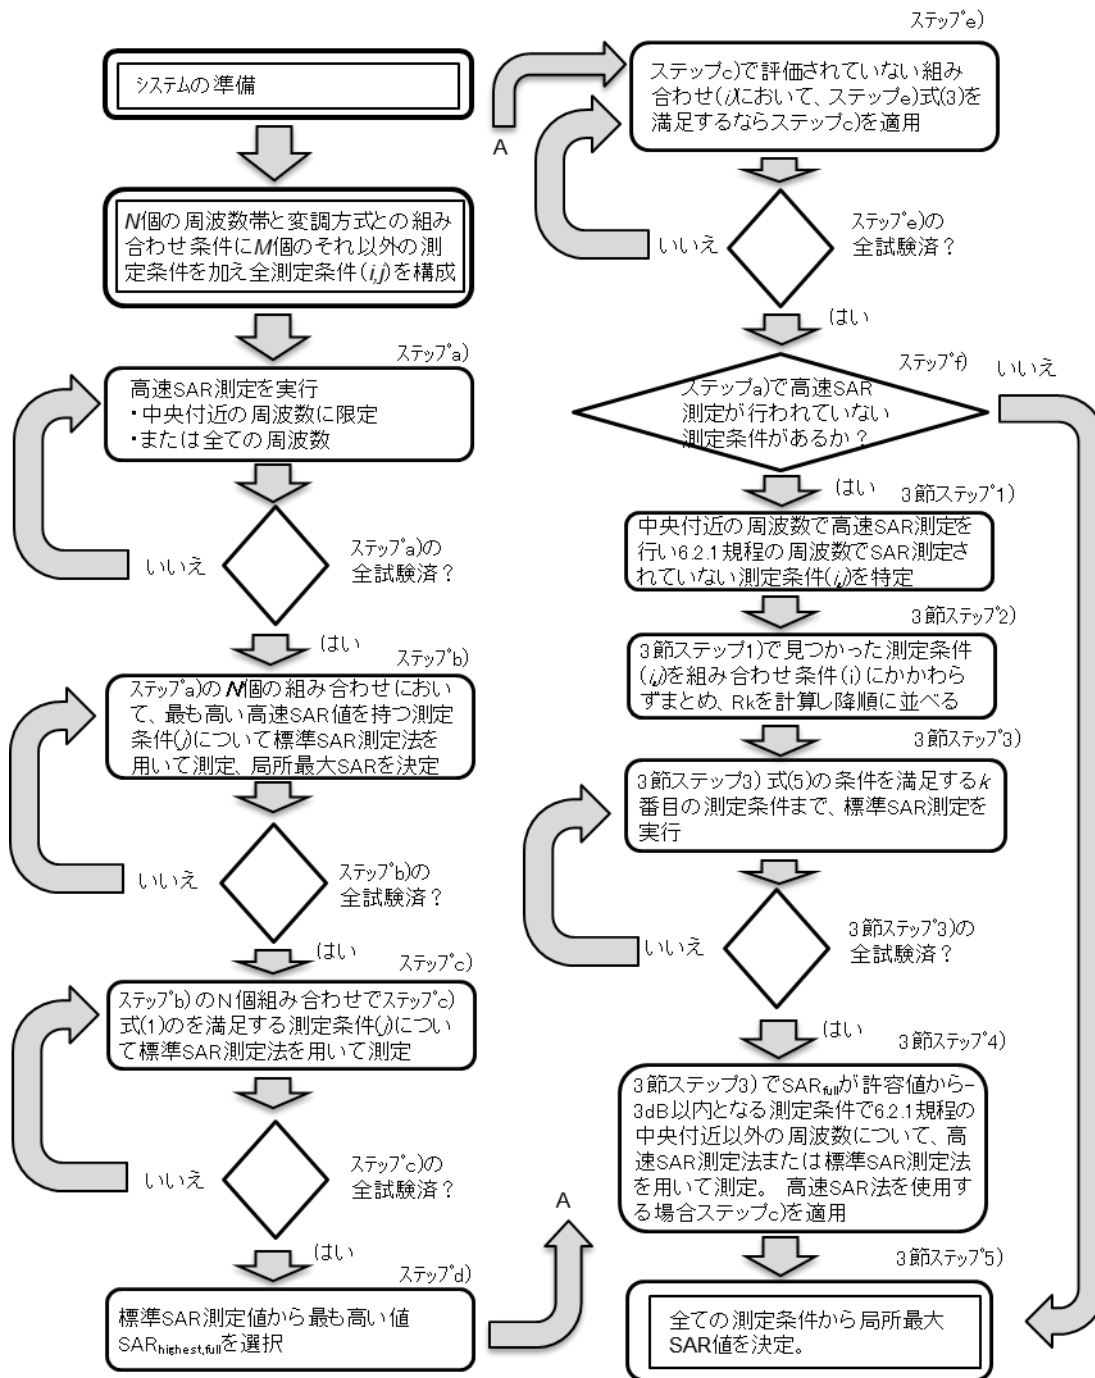 システムの準備
N個の周波数帯と変調方式との組み
合わせ条件にM個のそれ以外の測
定条件を加え全測定条件(i,j)を構成
ステップa)
高速SAR測定を実行
・中央付近の周波数に限定
・または全ての周波数
ステップa)の
全試験済？
いいえ
はい
ステップb)
ステップa)のN個の組み合わせにおい
て、最も高い高速SAR値を持つ測定
条件(j)について標準SAR測定法を
用いて測定、局所最大SARを決定
ステップb)の
全試験済？
いいえ
はい
ステップc)
ステップb)のN個組み合わせでステップc)
式(1)のを満足する測定条件(j)につい
て標準SAR測定法を用いて測定
ステップc)の
全試験済？
いいえ
はい
ステップd)
標準SAR測定値から最も高い値
SARhighest,fullを選択
A
A
ステップe)
ステップc)で評価されていない組み
合わせ(i)において、ステップe)式(3)を
満足するならステップc)を適用
ステップe)の
全試験済？
いいえ
はい
ステップf)
ステップa)で高速SAR
測定が行われていない
測定条件があるか？
いいえ
はい
3節ステップ1)
中央付近の周波数で高速SAR測定を
行い6.2.1規程の周波数でSAR測定さ
れていない測定条件(i,j)を特定
3節ステップ2)
3節ステップ1)で見つかった測定条件
(i,j)を組み合わせ条件(i)にかかわら
ずまとめ、Rkを計算し降順に並べる
3節ステップ3)
3節ステップ3)式(5)の条件を満足するk
番目の測定条件まで、標準SAR測定を
実行
3節ステップ3)の
全試験済？
いいえ
はい
3節ステップ4)
3節ステップ3)でSARfullが許容値から-
3dB以内となる測定条件で6.2.1規程の
中央付近以外の周波数について、高
速SAR測定法または標準SAR測定法
を用いて測定。 高速SAR法を使用す
る場合ステップc)を適用
3節ステップ5)
全ての測定条件から局所最大
SAR値を決定。